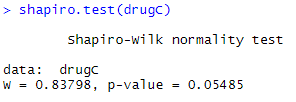 > shapiro.test(drugC)
Shapiro-Wilk normality test
data:  drugC
W = 0.83798, p-value = 0.05485